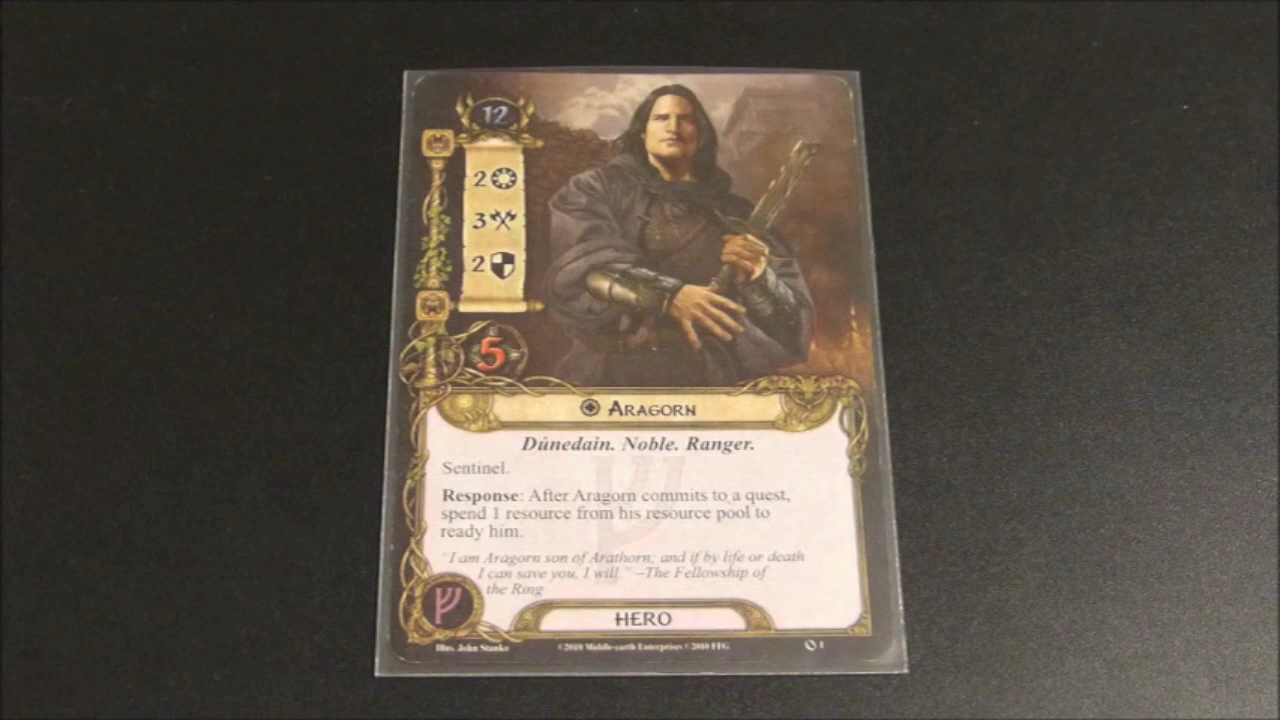 12
2
3
2
5
Aragorn
Dúnedain. Noble. Ranger.
Sentinel.
Response: After Aragorn commits to a quest,
spend 1 resource from his resource pool to
ready him.
"I am Aragorn son of Arathorn; and if by life or death
I can save you, I will." –The Fellowship of
the Ring
HERO
Illus. John Stanko
©2010 Middle-earth Enterprises ©2010 FFG
1